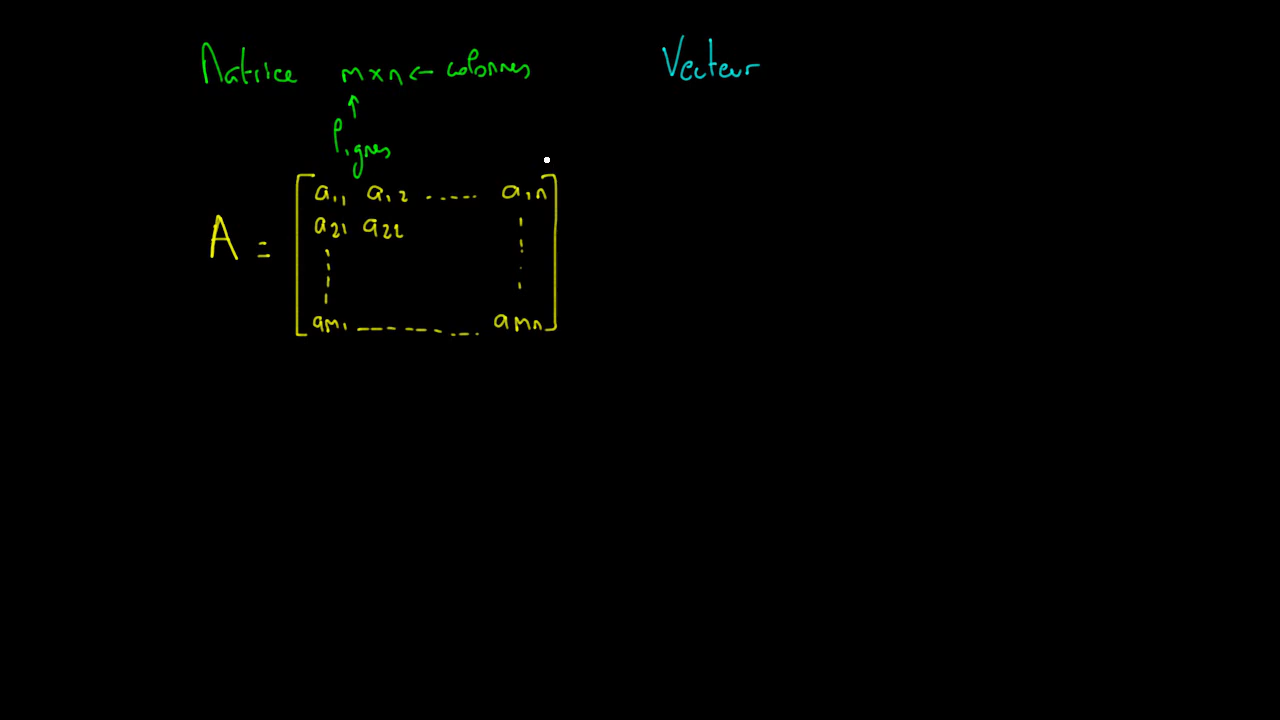 Matrice m×n ← colonnes
Vecteur
↑
lignes
a₁₁ a₁₂ ...... a₁n
a₂₁ a₂₂
A =
am₁ --------- amn